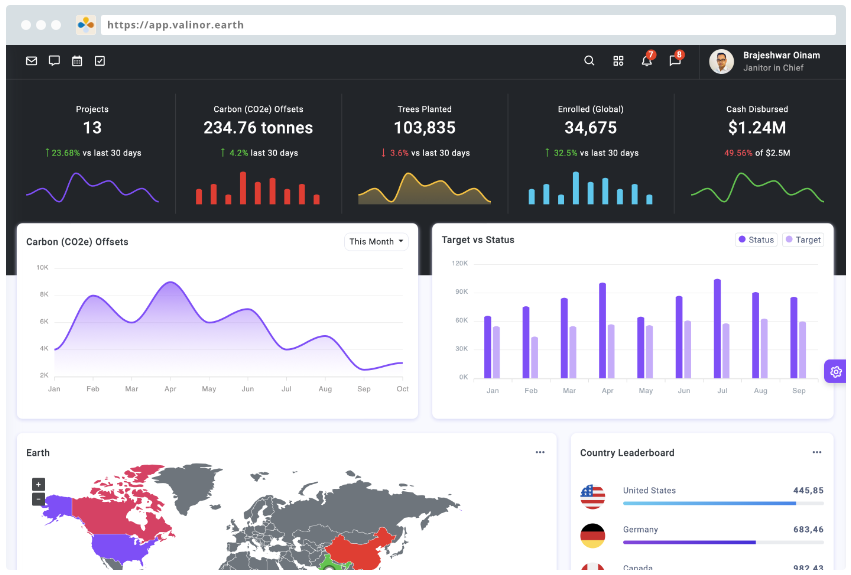 https://app.valinor.earth
7
8
Brajeshwar Oinam
Janitor in Chief
Projects
13
↑ 23.68% vs last 30 days
Carbon (CO2e) Offsets
234.76 tonnes
↑ 4.2% last 30 days
Trees Planted
103,835
↓ 3.6% vs last 30 days
Enrolled (Global)
34,675
↑ 32.5% vs last 30 days
Cash Disbursed
$1.24M
49.56% of $2.5M
Carbon (CO2e) Offsets
This Month
10K
8K
6K
4K
2K
Jan Feb Mar Apr May Jun Jul Aug Sep Oct
Target vs Status
Status Target
120K
90K
60K
30K
0K
Jan Feb Mar Apr May Jun Jul Aug Sep
Earth
+
−
Country Leaderboard
United States 445,85
Germany 683,46
Canada 982,43